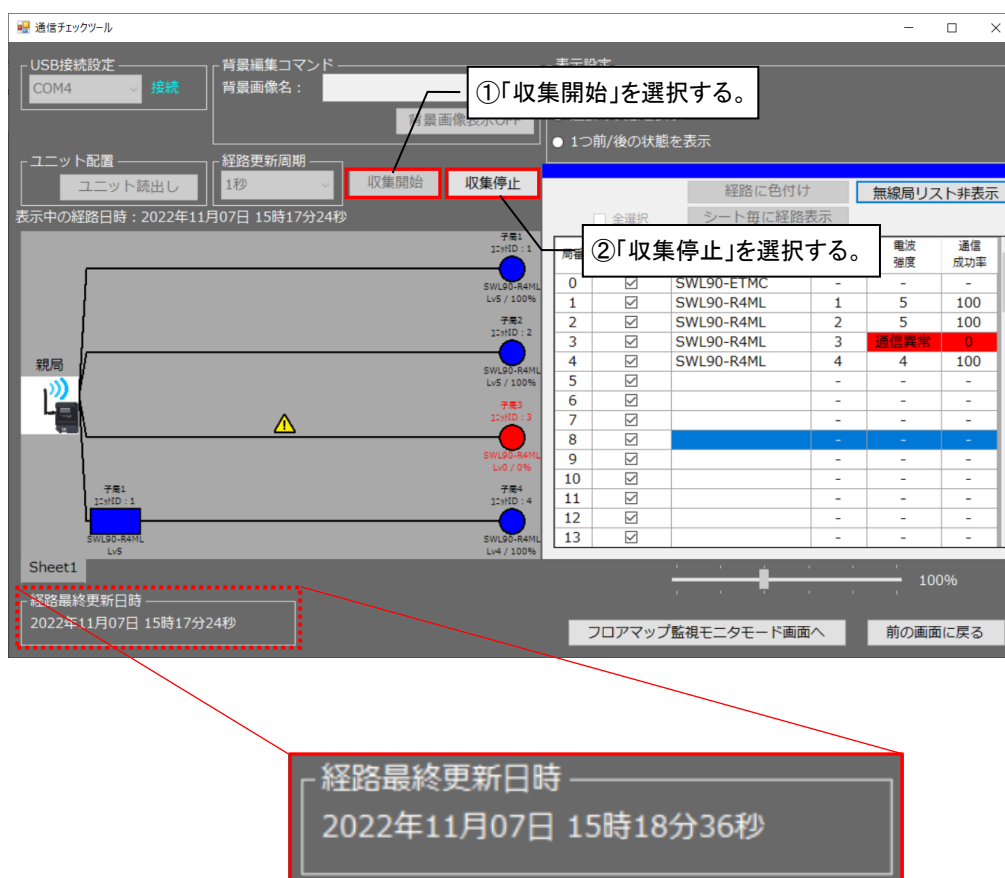 通信チェックツール
USB接続設定
COM4 接続
背景編集コマンド
背景画像名：
背景画像表示OFF
表示設定
1つ前/後の状態を表示
①「収集開始」を選択する。
ユニット配置
ユニット読出し
経路更新周期
1秒
収集開始
収集停止
経路に色付け
無線局リスト非表示
全選択
シート毎に経路表示
表示中の経路日時：2022年11月07日 15時17分24秒
②「収集停止」を選択する。
親局
子局1
ﾕﾆｯﾄID：1
SWL90-R4ML
Lv5 / 100%
子局2
ﾕﾆｯﾄID：2
SWL90-R4ML
Lv5 / 100%
子局3
ﾕﾆｯﾄID：3
SWL90-R4ML
Lv0 / 0%
子局1
ﾕﾆｯﾄID：1
SWL90-R4ML
Lv5
子局4
ﾕﾆｯﾄID：4
SWL90-R4ML
Lv4 / 100%
Sheet1
局番 電波強度 通信成功率
0 SWL90-ETMC - - -
1 SWL90-R4ML 1 5 100
2 SWL90-R4ML 2 5 100
3 SWL90-R4ML 3 通信異常 0
4 SWL90-R4ML 4 4 100
5 - - -
6 - - -
7 - - -
8 - - -
9 - - -
10 - - -
11 - - -
12 - - -
13 - - -
100%
経路最終更新日時
2022年11月07日 15時17分24秒
フロアマップ監視モニタモード画面へ
前の画面に戻る
経路最終更新日時
2022年11月07日 15時18分36秒